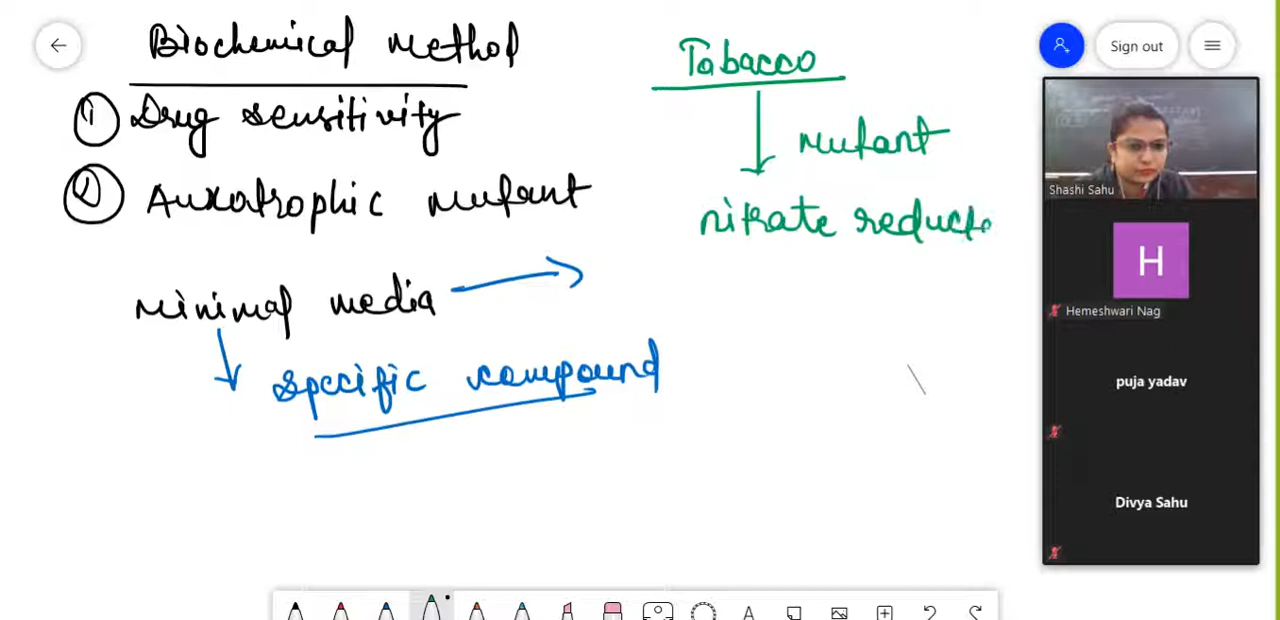 Biochemical method
① Drug sensitivity
② Auxotrophic mutant
minimal media
specific compound
Tobacco
mutant
nitrate reducta
Sign out
Shashi Sahu
H
Hemeshwari Nag
puja yadav
Divya Sahu
A